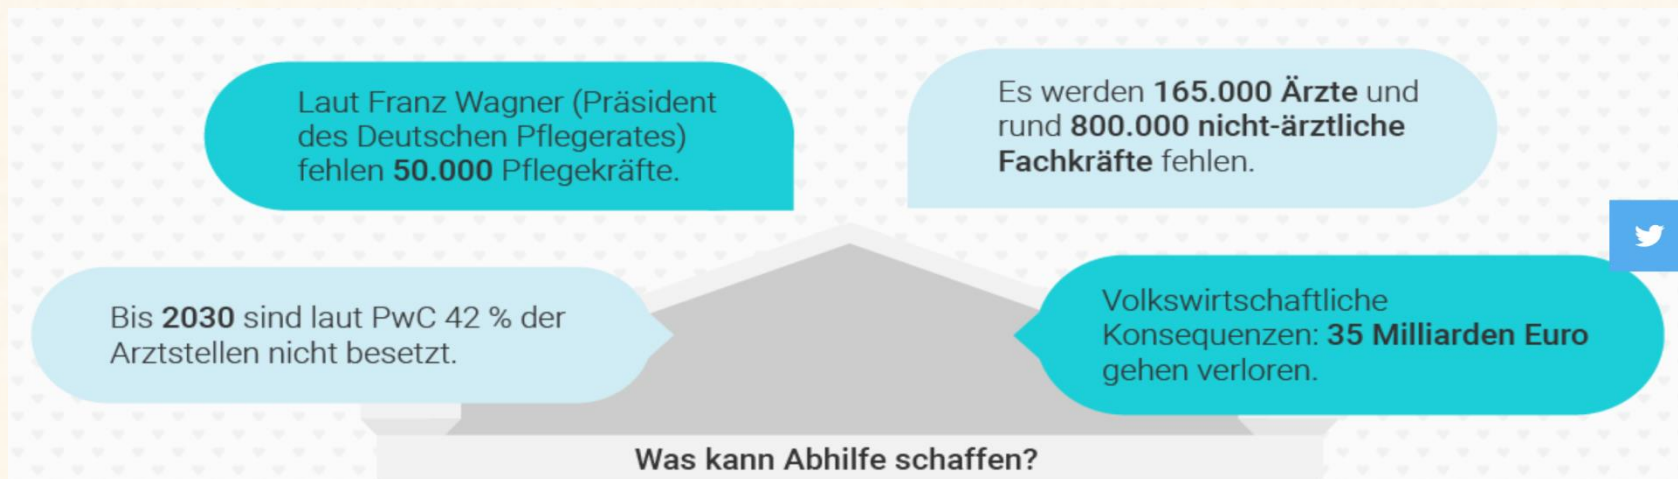 Laut Franz Wagner (Präsident
des Deutschen Pflegerates)
fehlen 50.000 Pflegekräfte.
Es werden 165.000 Ärzte und
rund 800.000 nicht-ärztliche
Fachkräfte fehlen.
Bis 2030 sind laut PwC 42 % der
Arztstellen nicht besetzt.
Volkswirtschaftliche
Konsequenzen: 35 Milliarden Euro
gehen verloren.
Was kann Abhilfe schaffen?